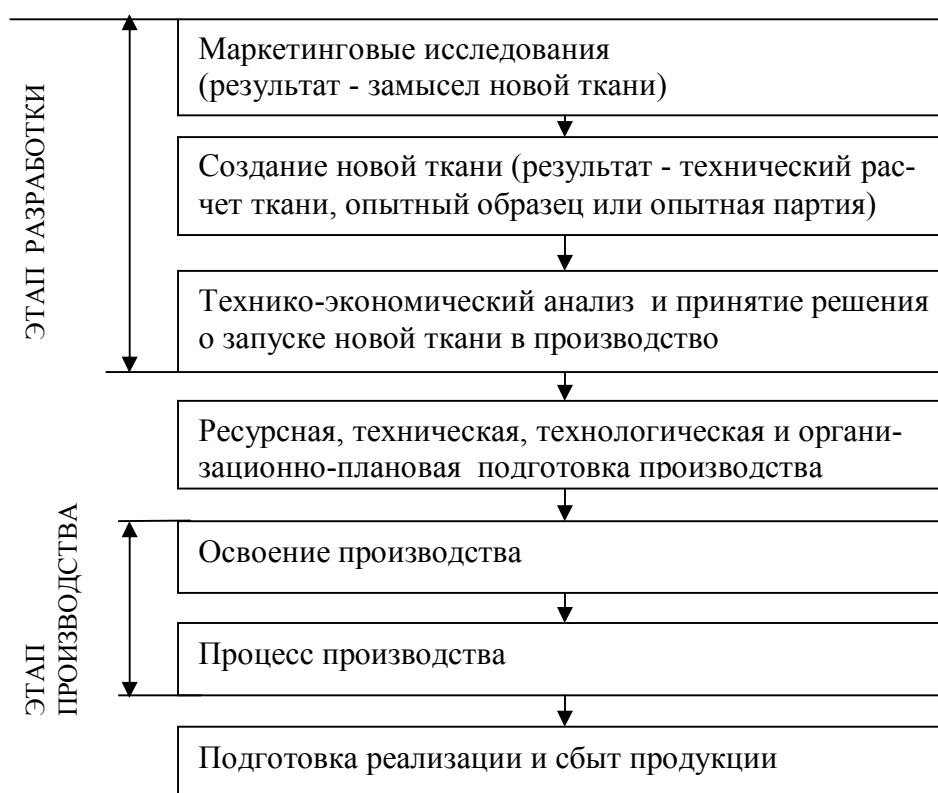 ЭТАП РАЗРАБОТКИ
Маркетинговые исследования
(результат - замысел новой ткани)
Создание новой ткани (результат - технический рас-
чет ткани, опытный образец или опытная партия)
Технико-экономический анализ и принятие решения
о запуске новой ткани в производство
Ресурсная, техническая, технологическая и органи-
зационно-плановая подготовка производства
ЭТАП
ПРОИЗВОДСТВА
Освоение производства
Процесс производства
Подготовка реализации и сбыт продукции